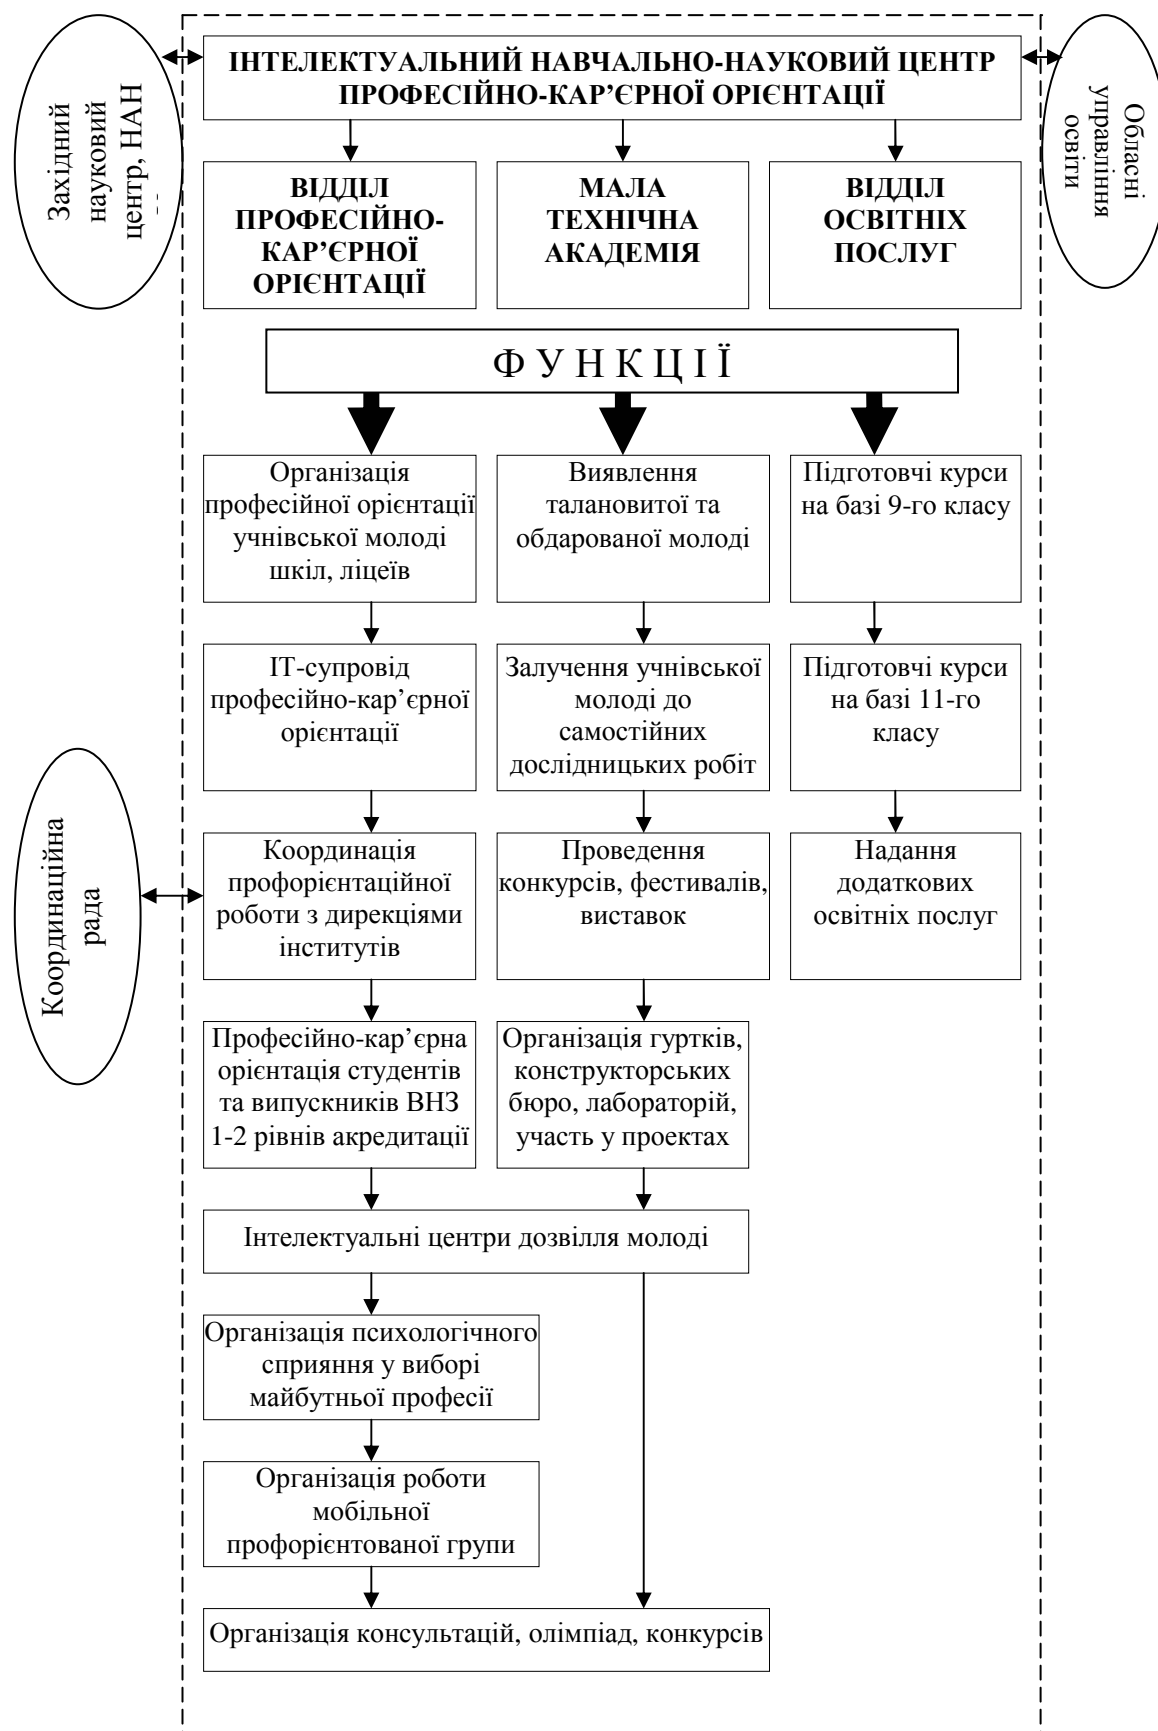 ІНТЕЛЕКТУАЛЬНИЙ НАВЧАЛЬНО-НАУКОВИЙ ЦЕНТР
ПРОФЕСІЙНО-КАР’ЄРНОЇ ОРІЄНТАЦІЇ
Західний
науковий
центр, НАН
Обласні
управління
освіти
ВІДДІЛ
ПРОФЕСІЙНО-
КАР’ЄРНОЇ
ОРІЄНТАЦІЇ
МАЛА
ТЕХНІЧНА
АКАДЕМІЯ
ВІДДІЛ
ОСВІТНІХ
ПОСЛУГ
Ф У Н К Ц І Ї
Організація
професійної орієнтації
учнівської молоді
шкіл, ліцеїв
Виявлення
талановитої та
обдарованої молоді
Підготовчі курси
на базі 9-го класу
ІТ-супровід
професійно-кар’єрної
орієнтації
Залучення учнівської
молоді до
самостійних
дослідницьких робіт
Підготовчі курси
на базі 11-го
класу
Координаційна
рада
Координація
профорієнтаційної
роботи з дирекціями
інститутів
Проведення
конкурсів, фестивалів,
виставок
Надання
додаткових
освітніх послуг
Професійно-кар’єрна
орієнтація студентів
та випускників ВНЗ
1-2 рівнів акредитації
Організація гуртків,
конструкторських
бюро, лабораторій,
участь у проектах
Інтелектуальні центри дозвілля молоді
Організація психологічного
сприяння у виборі
майбутньої професії
Організація роботи
мобільної
профорієнтованої групи
Організація консультацій, олімпіад, конкурсів